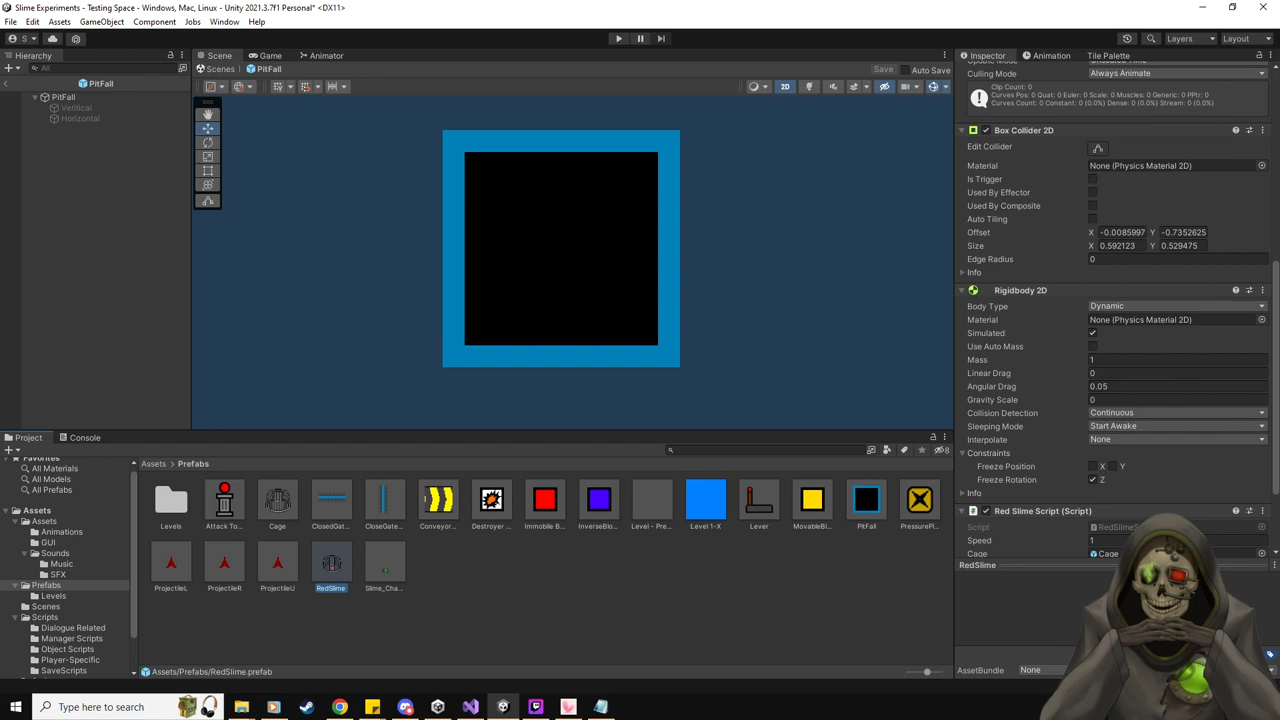 Slime Experiments - Testing Space - Windows, Mac, Linux - Unity 2021.3.7f1 Personal* <DX11>
File Edit Assets GameObject Component Jobs Window Help
S Layers Layout
Hierarchy Scene Game Animator Inspector Animation Tile Palette
All Scenes PitFall Save Auto Save
PitFall
2D
Culling Mode Always Animate
Clip Count: 0
Curves Pos: 0 Quat: 0 Euler: 0 Scale: 0 Muscles: 0 Generic: 0 PPtr: 0
Curves Count: 0 Constant: 0 (0.0%) Dense: 0 (0.0%) Stream: 0 (0.0%)
PitFall
Veritical
Horizontal
Box Collider 2D
Edit Collider
Material None (Physics Material 2D)
Is Trigger
Used By Effector
Used By Composite
Auto Tiling
Offset X -0.0085997 Y -0.7352625
Size X 0.592123 Y 0.529475
Edge Radius 0
Info
Rigidbody 2D
Body Type Dynamic
Material None (Physics Material 2D)
Simulated
Use Auto Mass
Mass 1
Linear Drag 0
Angular Drag 0.05
Gravity Scale 0
Collision Detection Continuous
Sleeping Mode Start Awake
Interpolate None
Constraints
Freeze Position X Y
Freeze Rotation Z
Info
Red Slime Script (Script)
Script RedSlimeS
Speed 1
Cage Cage
RedSlime
AssetBundle None
Project Console
8
Favorites
All Materials
All Models
All Prefabs
Assets
Assets
Animations
GUI
Sounds
Music
SFX
Prefabs
Levels
Scenes
Scripts
Dialogue Related
Manager Scripts
Object Scripts
Player-Specific
SaveScripts
Assets Prefabs
Levels Attack To... Cage ClosedGat... CloseGate... Conveyor... Destroyer ... Immobile B... InverseBlo... Level - Pre... Level 1-X Lever MovableBl... PitFall PressurePl...
ProjectileL ProjectileR ProjectileU RedSlime Slime_Cha...
Assets/Prefabs/RedSlime.prefab
Type here to search